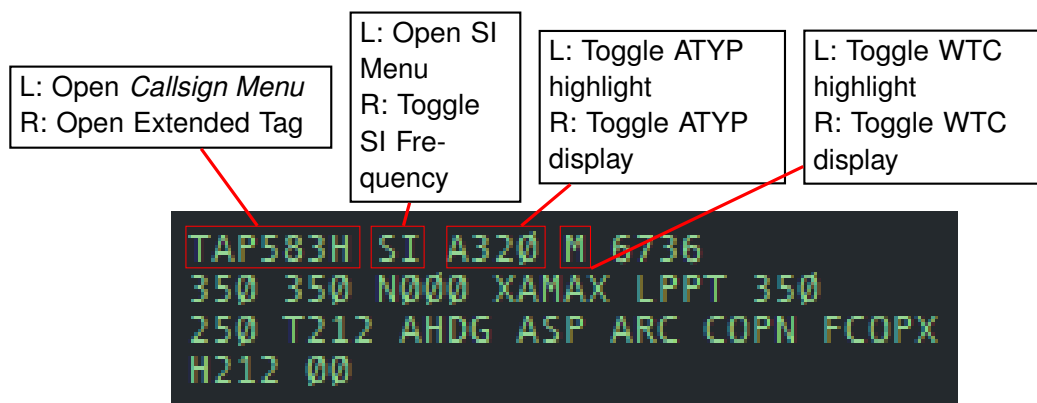 L: Open Callsign Menu
R: Open Extended Tag
L: Open SI
Menu
R: Toggle
SI Fre-
quency
L: Toggle ATYP
highlight
R: Toggle ATYP
display
L: Toggle WTC
highlight
R: Toggle WTC
display
TAP583H SI A320 M 6736
350 350 N000 XAMAX LPPT 350
250 T212 AHDG ASP ARC COPN FCOPX
H212 00